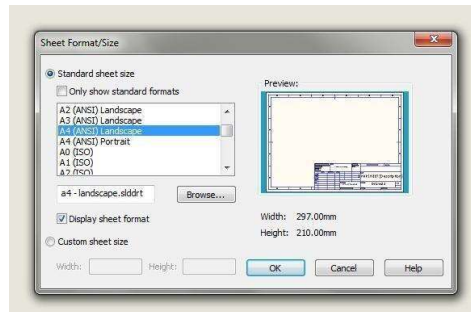 Sheet Format/Size
Standard sheet size
Only show standard formats
A2 (ANSI) Landscape
A3 (ANSI) Landscape
A4 (ANSI) Landscape
A4 (ANSI) Portrait
A0 (ISO)
A1 (ISO)
A2 (ISO)
a4 - landscape.slddrt
Browse...
Display sheet format
Custom sheet size
Width:
Height:
Preview:
Width: 297.00mm
Height: 210.00mm
OK
Cancel
Help